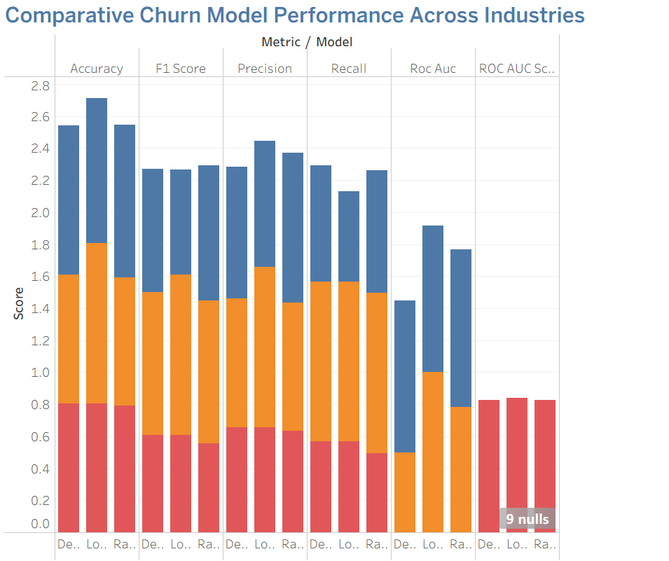 Comparative Churn Model Performance Across Industries
Metric / Model
Accuracy F1 Score Precision Recall Roc Auc ROC AUC Sc..
2.8
2.6
2.4
2.2
2.0
1.8
1.6
1.4
1.2
1.0
0.8
0.6
0.4
0.2
0.0
Score
9 nulls
De.. Lo.. Ra.. De.. Lo.. Ra.. De.. Lo.. Ra.. De.. Lo.. Ra.. De.. Lo.. Ra.. De.. Lo.. Ra..